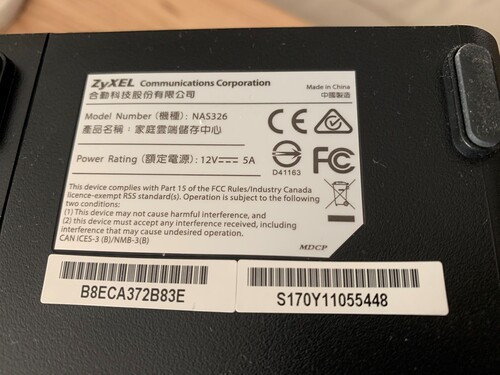 ZyXEL Communications Corporation
合勤科技股份有限公司
Made in China
中國製造
Model Number (機種): NAS326
產品名稱: 家庭雲端儲存中心
Power Rating (額定電源): 12V⎓ 5A
CE
D41163
FC
This device complies with Part 15 of the FCC Rules/Industry Canada
licence-exempt RSS standard(s). Operation is subject to the following
two conditions:
(1) This device may not cause harmful interference, and
(2) this device must accept any interference received, including
interference that may cause undesired operation.
CAN ICES-3 (B)/NMB-3(B)
MDCP
B8ECA372B83E
S170Y11055448